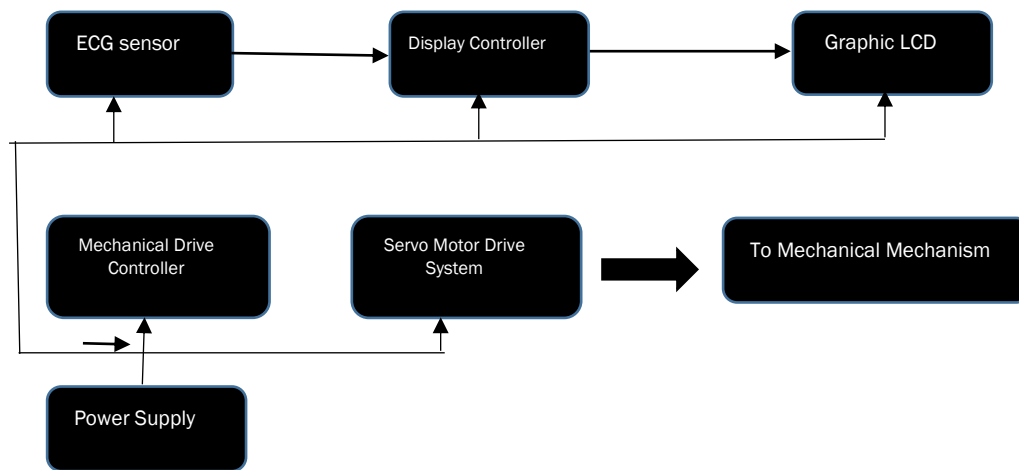 ECG sensor
Display Controller
Graphic LCD
Mechanical Drive
Controller
Servo Motor Drive
System
To Mechanical Mechanism
Power Supply